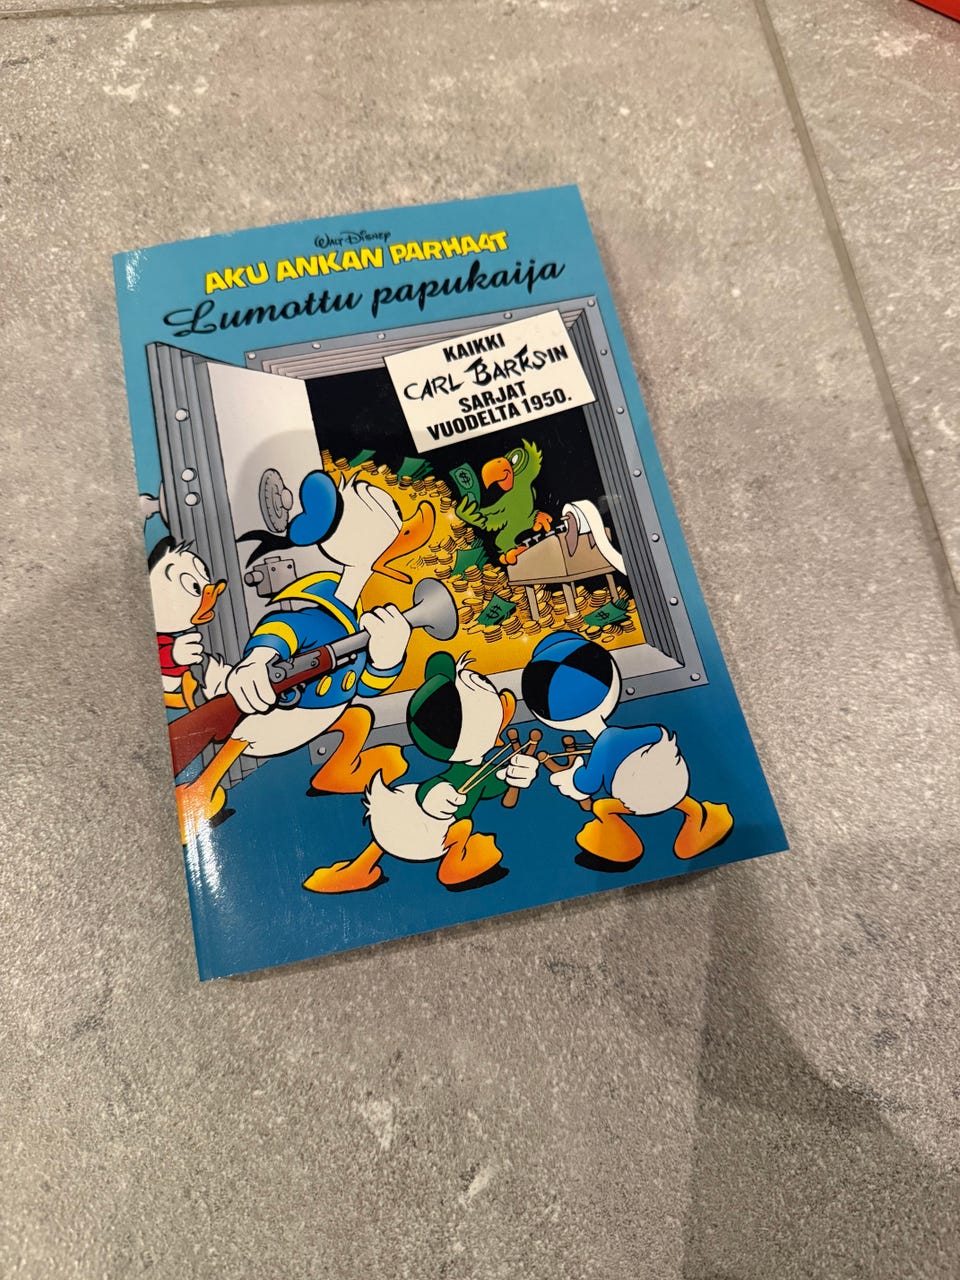 Walt Disney
AKU ANKAN PARHAAT
Lumottu papukaija
KAIKKI
CARL BARKSIN
SARJAT
VUODELTA 1950.
$
$
$